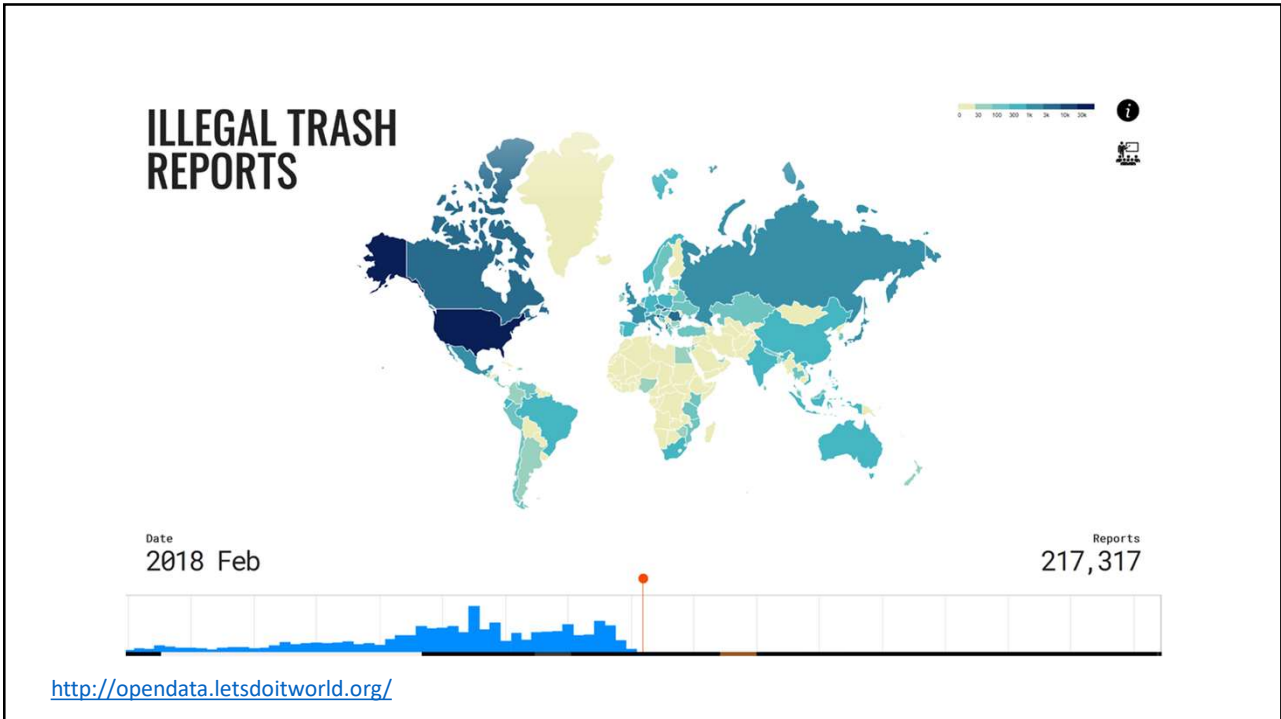 ILLEGAL TRASH
REPORTS
0 30 100 300 1k 3k 10k 30k
i
Date
2018 Feb
Reports
217,317
http://opendata.letsdoitworld.org/